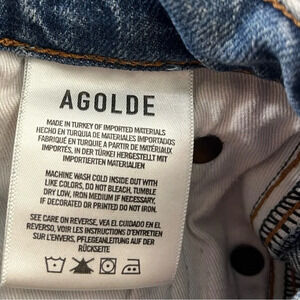 AGOLDE
MADE IN TURKEY OF IMPORTED MATERIALS
HECHO EN TURQUIA DE MATERIALES IMPORTADOS
FABRIQUÉ EN TURQUIE A PARTIR DE MATÉRIAUX
IMPORTÉS, IN DER TÜRKEI HERGESTELLT MIT
IMPORTIERTEN MATERIALIEN
MACHINE WASH COLD INSIDE OUT WITH
LIKE COLORS, DO NOT BLEACH, TUMBLE
DRY LOW, IRON MEDIUM IF NECESSARY.
IF DECORATED OR PRINTED DO NOT IRON.
SEE CARE ON REVERSE, VEA EL CUIDADO EN EL
REVERSO, VOIR LES INSTRUCTIONS D'ENTRETIEN SUR
L'ENVERS, PFLEGEANLEITUNG AUF DER
RÜCKSEITE